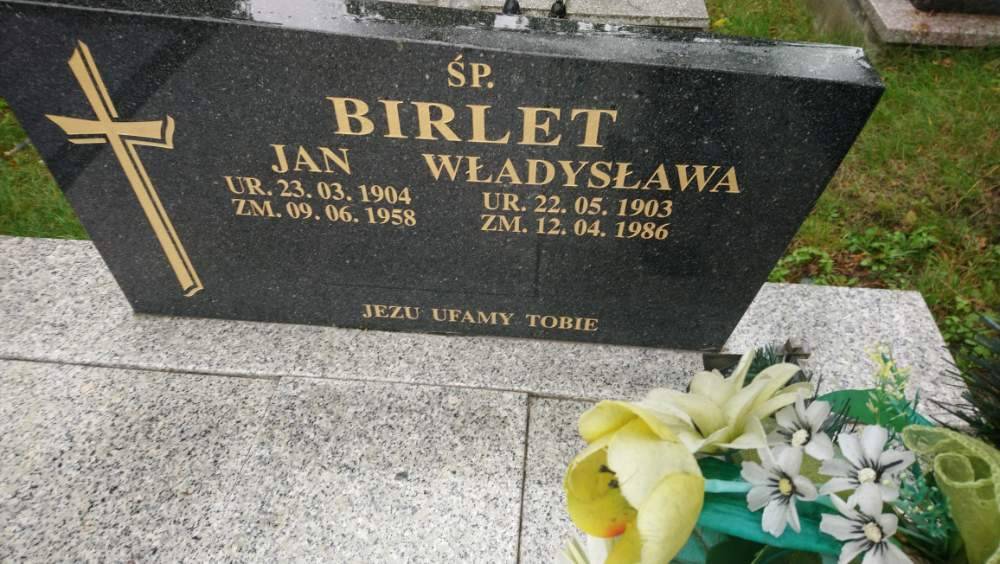 ŚP.
BIRLET
JAN
UR. 23. 03. 1904
ZM. 09. 06. 1958
WŁADYSŁAWA
UR. 22. 05. 1903
ZM. 12. 04. 1986
JEZU UFAMY TOBIE